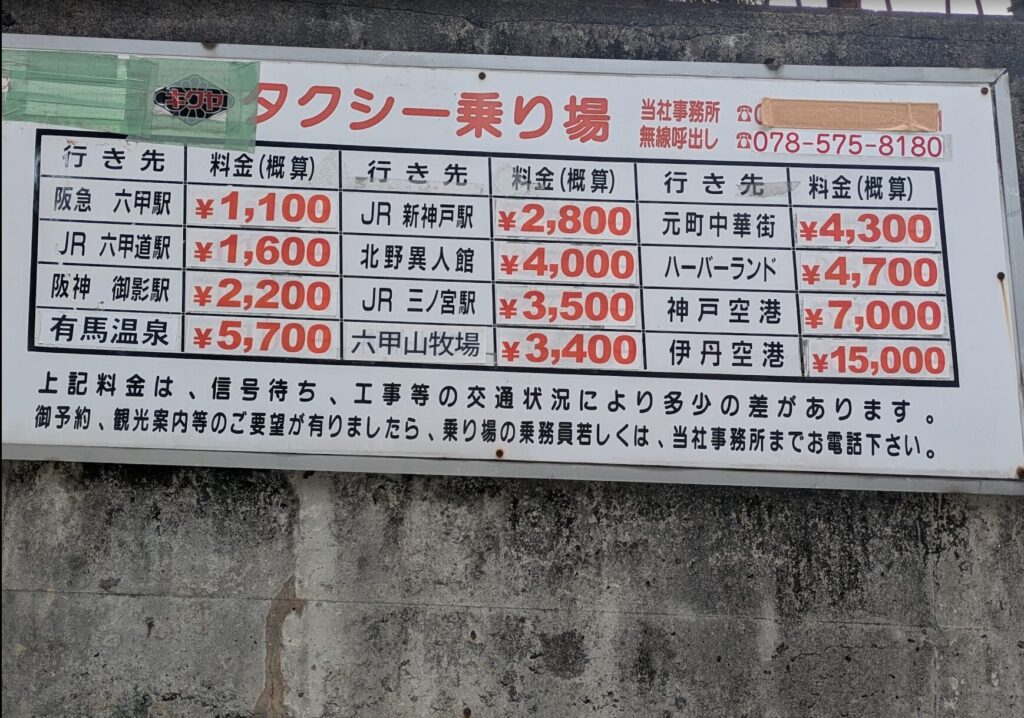 キクヤ タクシー乗り場 当社事務所 ☎0
無線呼出し ☎078-575-8180
行き先 料金(概算) 行き先 料金(概算) 行き先 料金(概算)
阪急 六甲駅 ¥1,100 JR 新神戸駅 ¥2,800 元町中華街 ¥4,300
JR 六甲道駅 ¥1,600 北野異人館 ¥4,000 ハーバーランド ¥4,700
阪神 御影駅 ¥2,200 JR 三ノ宮駅 ¥3,500 神戸空港 ¥7,000
有馬温泉 ¥5,700 六甲山牧場 ¥3,400 伊丹空港 ¥15,000
上記料金は、信号待ち、工事等の交通状況により多少の差があります。
御予約、観光案内等のご要望が有りましたら、乗り場の乗務員若しくは、当社事務所までお電話下さい。